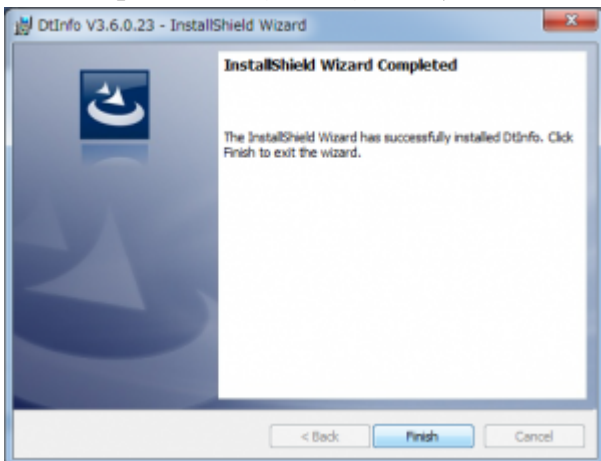 DtInfo V3.6.0.23 - InstallShield Wizard
InstallShield Wizard Completed
The InstallShield Wizard has successfully installed DtInfo. Click
Finish to exit the wizard.
< Back
Finish
Cancel